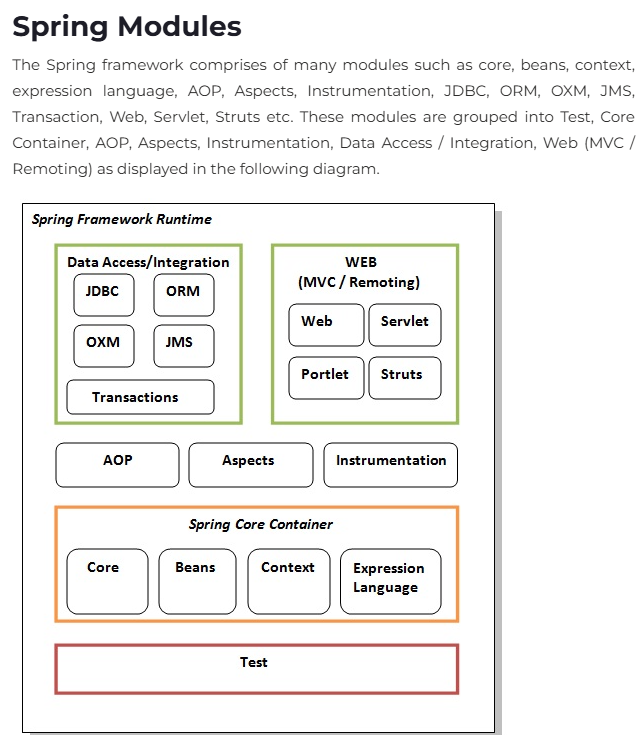 Spring Modules
The Spring framework comprises of many modules such as core, beans, context,
expression language, AOP, Aspects, Instrumentation, JDBC, ORM, OXM, JMS,
Transaction, Web, Servlet, Struts etc. These modules are grouped into Test, Core
Container, AOP, Aspects, Instrumentation, Data Access / Integration, Web (MVC /
Remoting) as displayed in the following diagram.
Spring Framework Runtime
Data Access/Integration
JDBC
ORM
OXM
JMS
Transactions
WEB
(MVC / Remoting)
Web
Servlet
Portlet
Struts
AOP
Aspects
Instrumentation
Spring Core Container
Core
Beans
Context
Expression
Language
Test